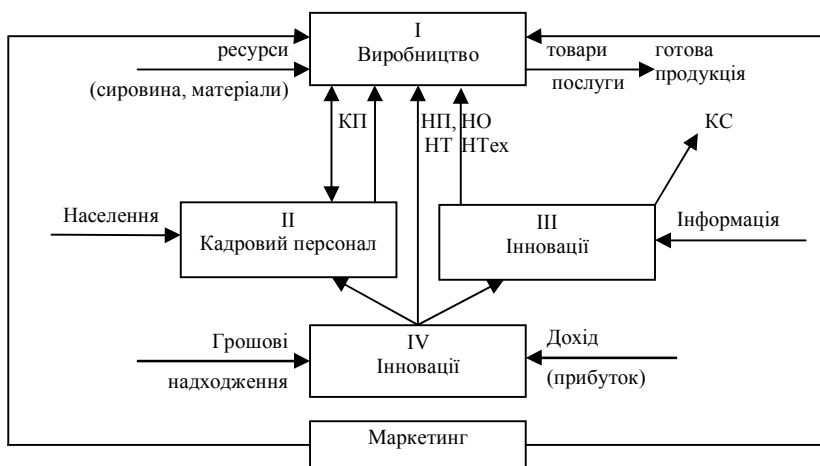 I
Виробництво
ресурси
(сировина, матеріали)
товари
послуги
готова
продукція
КП
НП, НО
НТ НТех
КС
Населення
II
Кадровий персонал
III
Інновації
Інформація
Грошові
надходження
IV
Інновації
Дохід
(прибуток)
Маркетинг